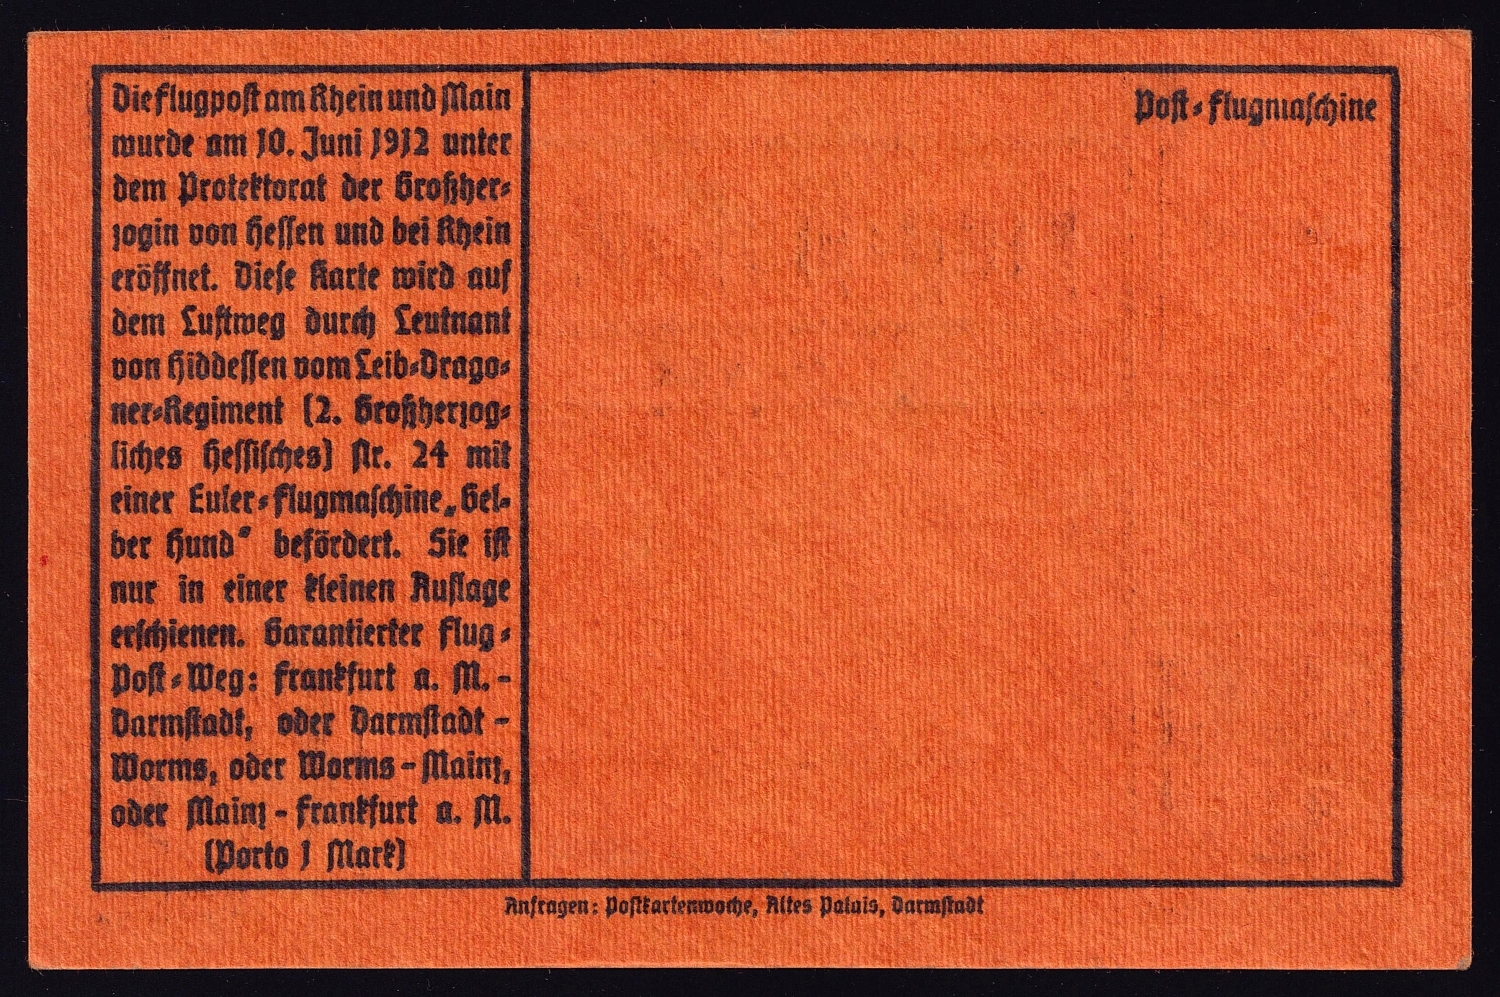 Die Flugpost am Rhein und Main
wurde am 10. Juni 1912 unter
dem Protektorat der Großher-
zogin von Hessen und bei Rhein
eröffnet. Diese Karte wird auf
dem Luftweg durch Leutnant
von Hiddessen vom Leib-Drago-
ner-Regiment (2. Großherzog-
liches Hessisches) Nr. 24 mit
einer Euler-Flugmaschine „Gel-
ber Hund“ befördert. Sie ist
nur in einer kleinen Auflage
erschienen. Garantierter Flug-
Post-Weg: Frankfurt a. M. -
Darmstadt, oder Darmstadt -
Worms, oder Worms - Mainz,
oder Mainz - Frankfurt a. M.
(Porto 1 Mark)
Post-Flugmaschine
Anfragen: Postkartenwoche, Altes Palais, Darmstadt